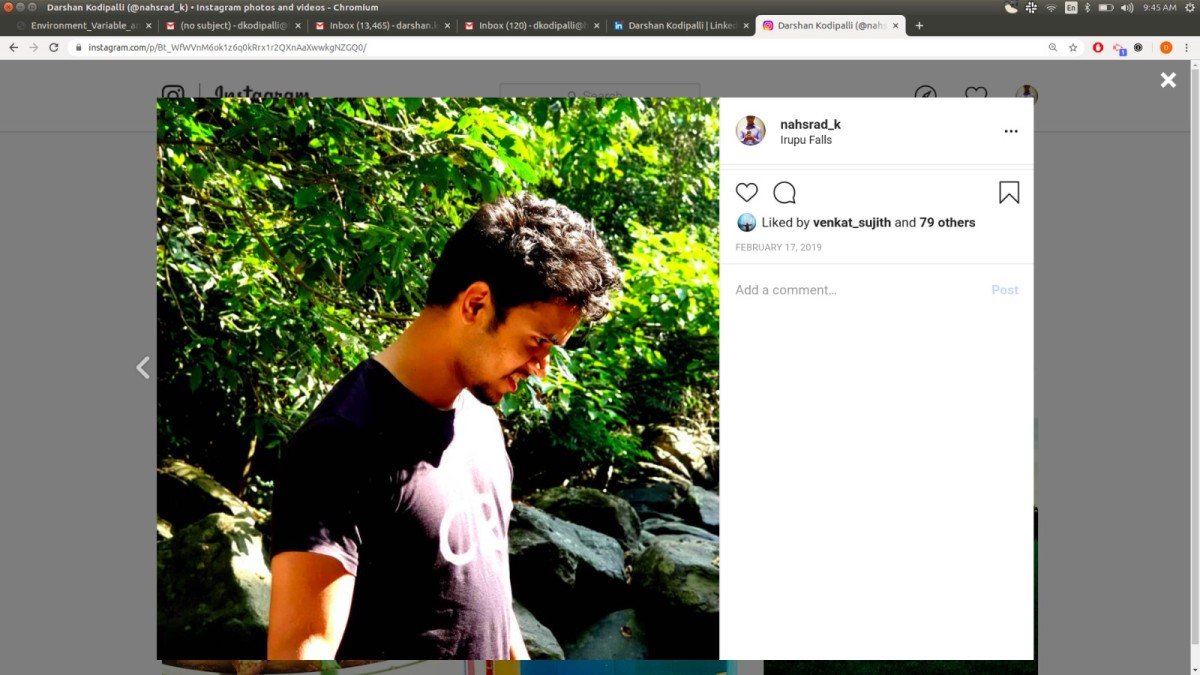 Darshan Kodipalli (@nahsrad_k) • Instagram photos and videos - Chromium
En
9:45 AM
Environment_Variable_a
(no subject) - dkodipalli@
Inbox (13,465) - darshan.
Inbox (120) - dkodipalli@
Darshan Kodipalli | Linked
Darshan Kodipalli (@nahs
instagram.com/p/Bt_WfWVnM6ok1z6q0kRrx1r2QXnAaXwwkgNZGQ0/
Instagram
Search
nahsrad_k
Irupu Falls
Liked by venkat_sujith and 79 others
FEBRUARY 17, 2019
Add a comment...
Post